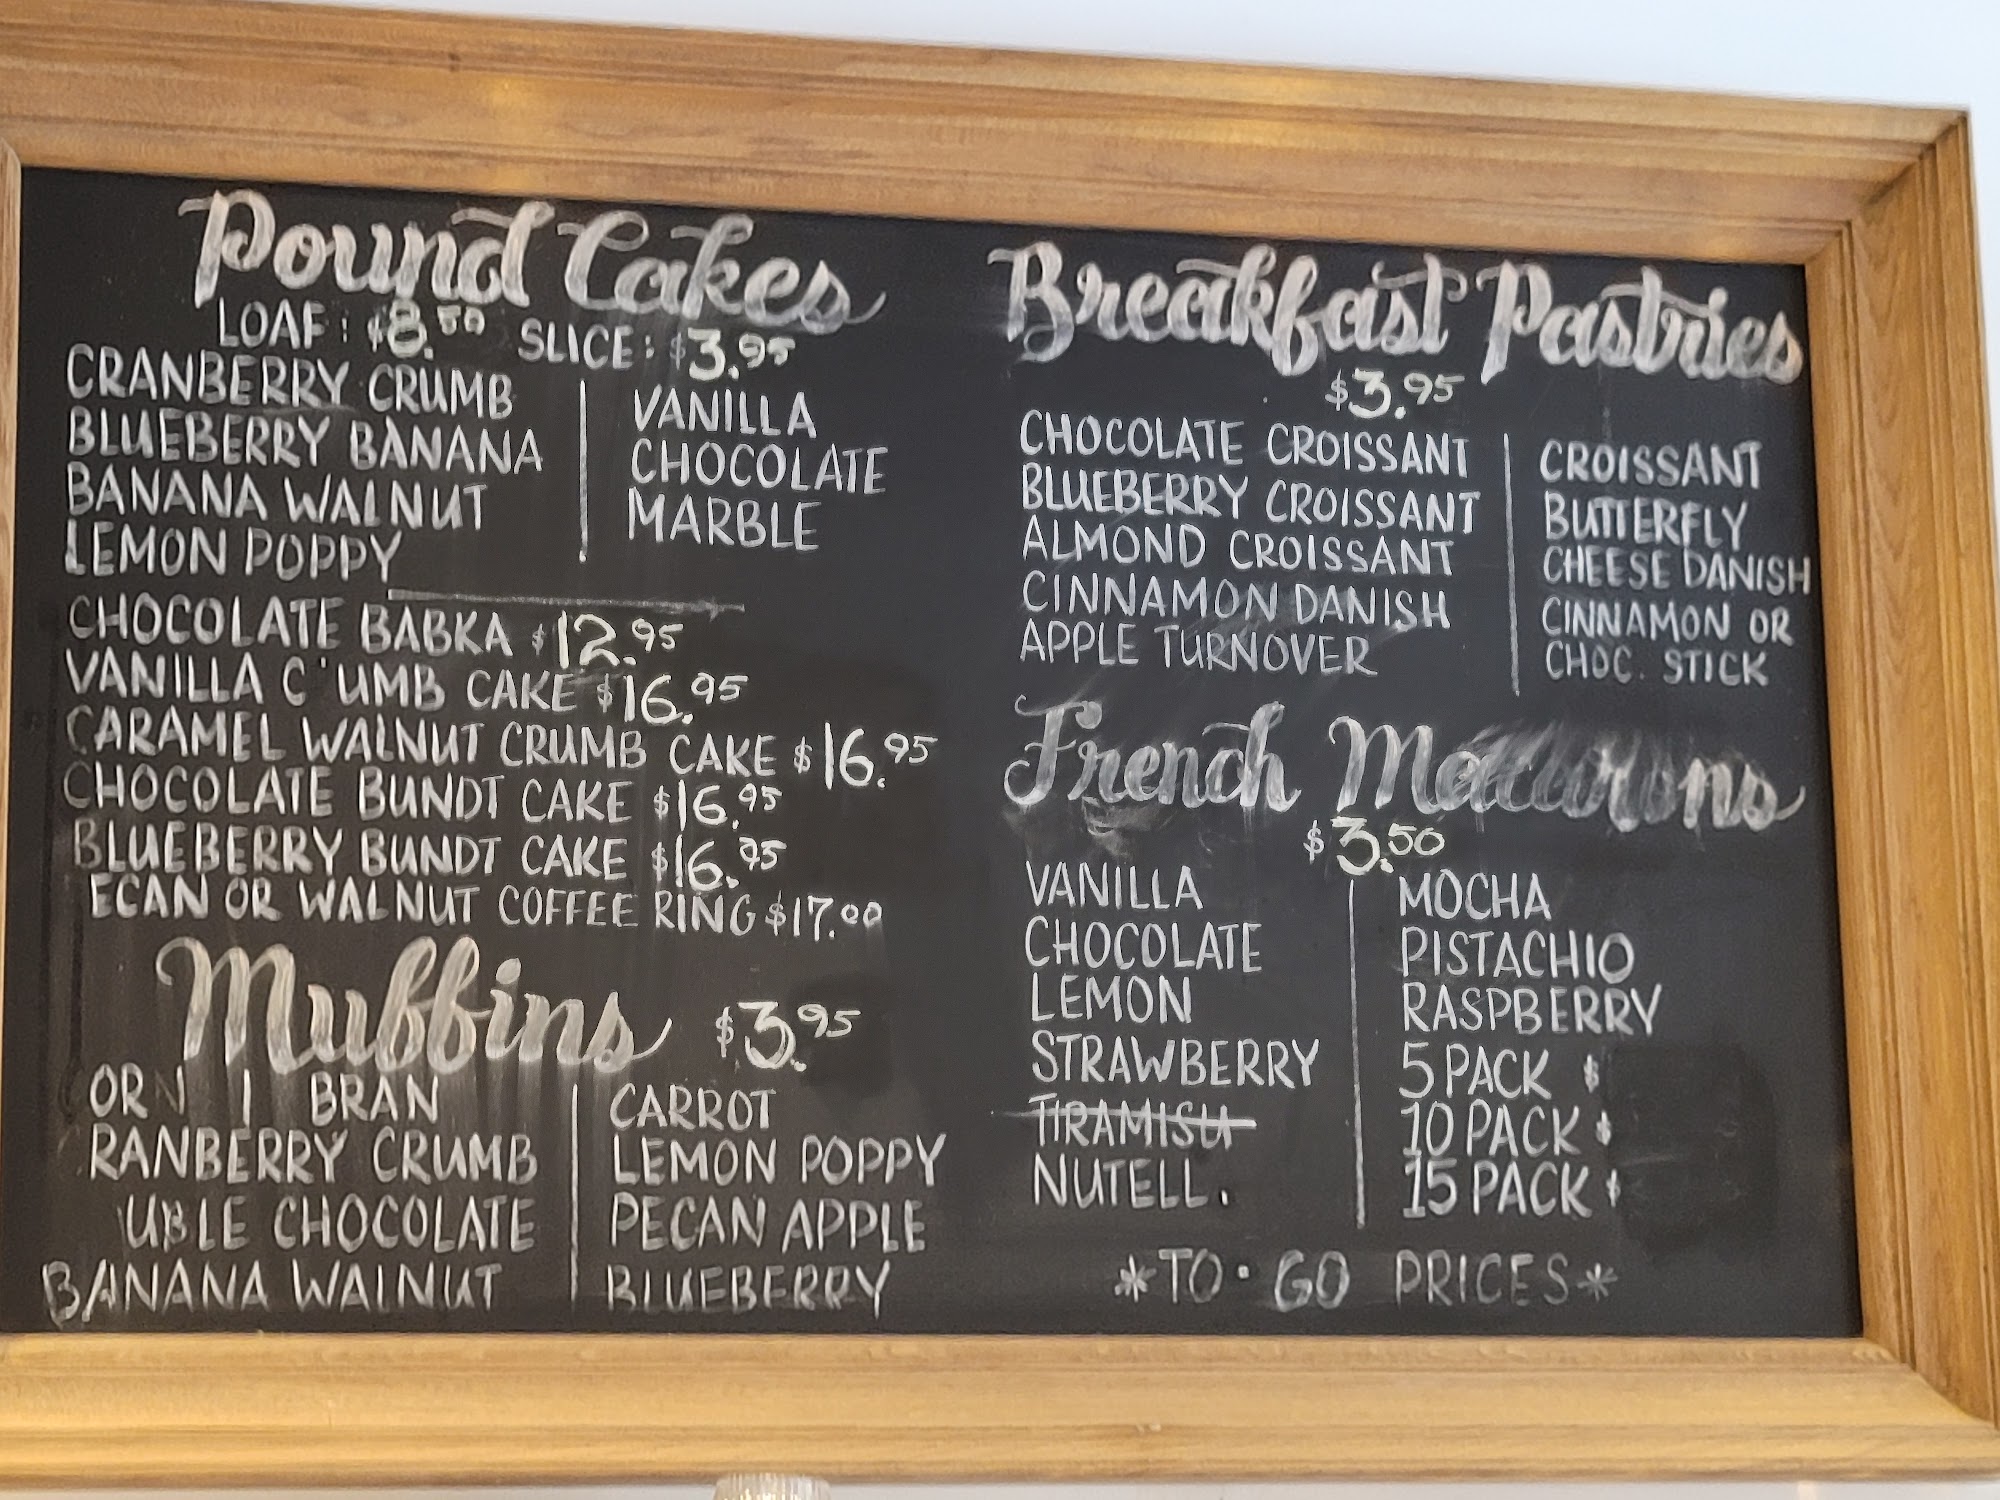 Pound Cakes
LOAF: $8.50 SLICE: $3.95
CRANBERRY CRUMB
BLUEBERRY BANANA
BANANA WALNUT
LEMON POPPY
VANILLA
CHOCOLATE
MARBLE
CHOCOLATE BABKA $12.95
VANILLA C'UMB CAKE $16.95
CARAMEL WALNUT CRUMB CAKE $16.95
CHOCOLATE BUNDT CAKE $16.95
BLUEBERRY BUNDT CAKE $16.95
ECAN OR WALNUT COFFEE RING $17.00
Muffins $3.95
ORN BRAN
RANBERRY CRUMB
UBLE CHOCOLATE
BANANA WALNUT
CARROT
LEMON POPPY
PECAN APPLE
BLUEBERRY
Breakfast Pastries
$3.95
CHOCOLATE CROISSANT
BLUEBERRY CROISSANT
ALMOND CROISSANT
CINNAMON DANISH
APPLE TURNOVER
CROISSANT
BUTTERFLY
CHEESE DANISH
CINNAMON OR
CHOC. STICK
French Macarons
$3.50
VANILLA
CHOCOLATE
LEMON
STRAWBERRY
TIRAMISU
NUTELL
MOCHA
PISTACHIO
RASPBERRY
5 PACK $
10 PACK $
15 PACK $
*TO·GO PRICES*